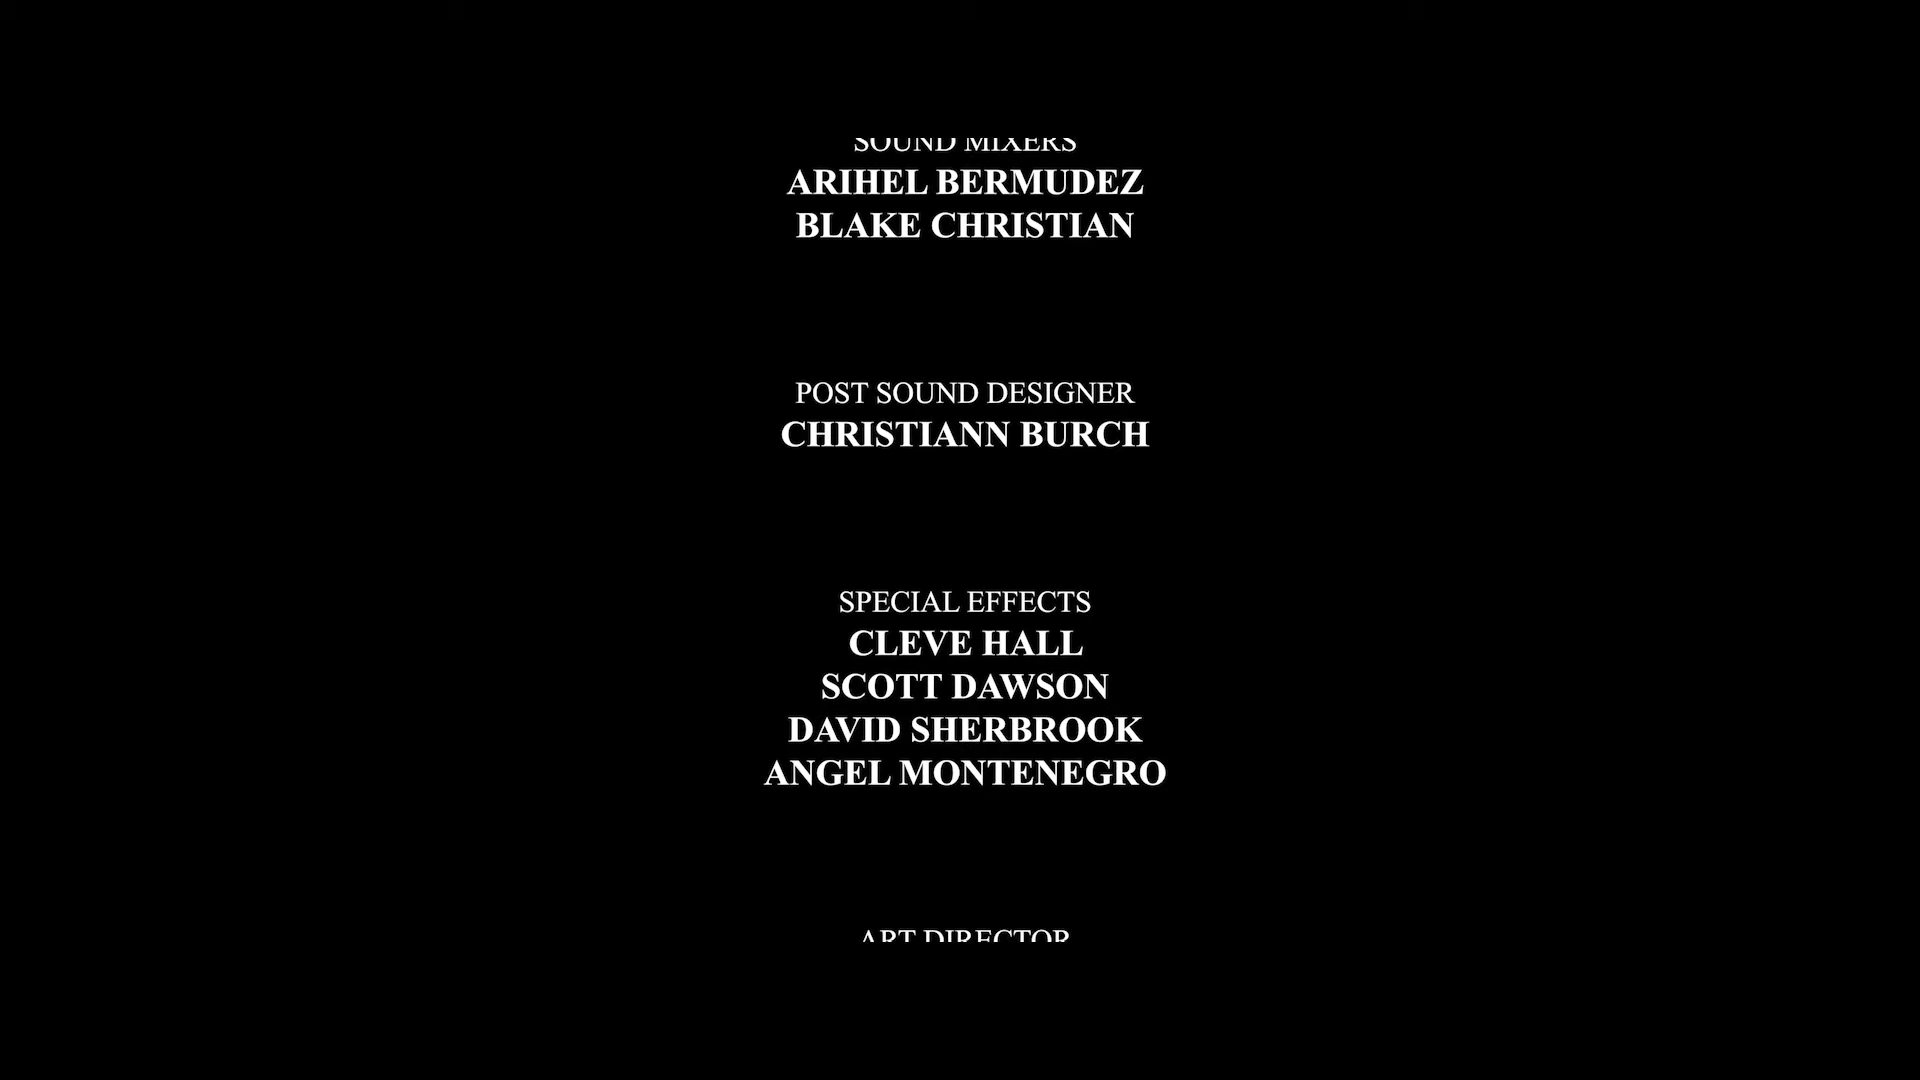 SOUND MIXERS
ARIHEL BERMUDEZ
BLAKE CHRISTIAN
POST SOUND DESIGNER
CHRISTIANN BURCH
SPECIAL EFFECTS
CLEVE HALL
SCOTT DAWSON
DAVID SHERBROOK
ANGEL MONTENEGRO
ART DIRECTOR